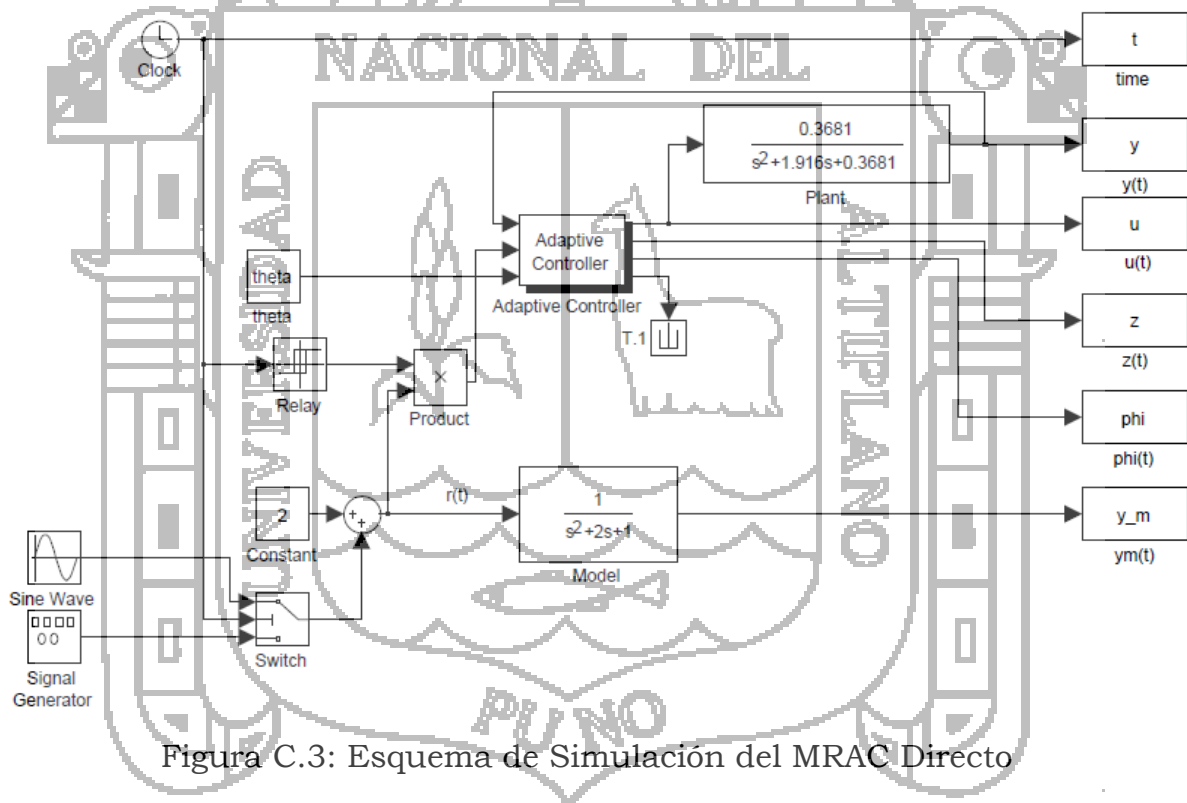 NACIONAL DEL
UNIVERSIDAD
ALTIPLANO
PUNO
Clock
t
time
0.3681
s²+1.916s+0.3681
Plant
y
y(t)
u
u(t)
Adaptive
Controller
Adaptive Controller
theta
theta
T.1
z
z(t)
Relay
×
Product
phi
phi(t)
2
Constant
+
+
r(t)
1
s²+2s+1
Model
y_m
ym(t)
Sine Wave
Switch
Signal
Generator
Figura C.3: Esquema de Simulación del MRAC Directo